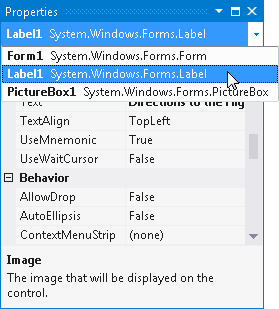 Properties
Label1 System.Windows.Forms.Label
Form1 System.Windows.Forms.Form
Label1 System.Windows.Forms.Label
PictureBox1 System.Windows.Forms.PictureBox
Text Directions to the
TextAlign TopLeft
UseMnemonic True
UseWaitCursor False
Behavior
AllowDrop False
AutoEllipsis False
ContextMenuStrip (none)
Image
The image that will be displayed on the
control.